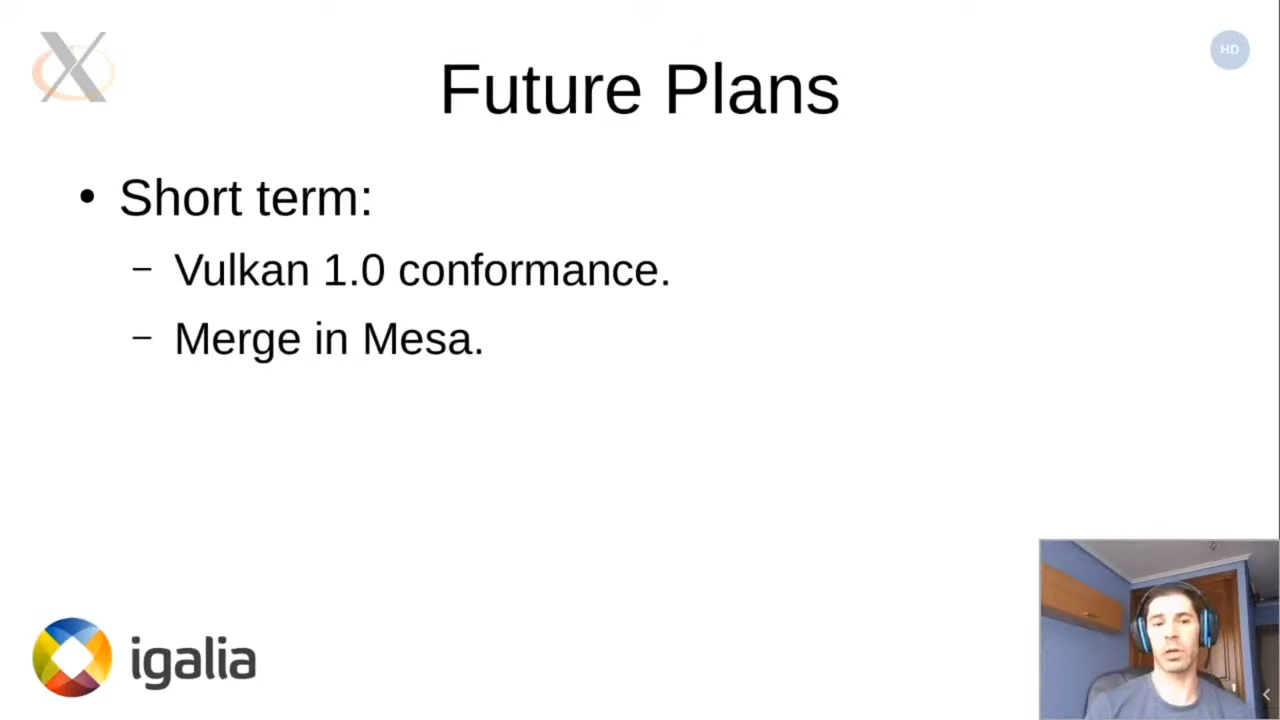 X
HD
Future Plans
• Short term:
– Vulkan 1.0 conformance.
– Merge in Mesa.
igalia